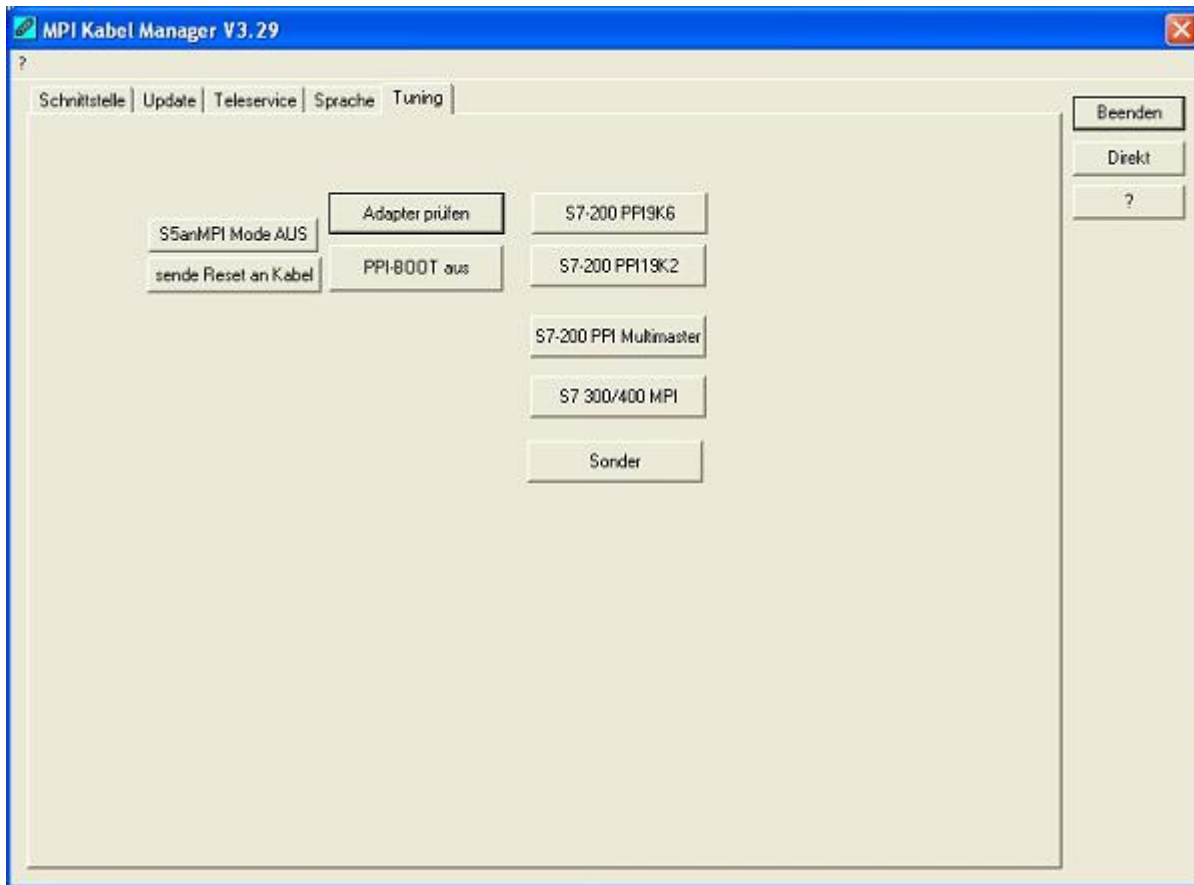 MPI Kabel Manager V3.29
?
Schnittstelle Update Teleservice Sprache Tuning
Beenden
Direkt
?
Adapter prüfen
S5anMPI Mode AUS
PPI-BOOT aus
sende Reset an Kabel
S7-200 PPI9K6
S7-200 PPI19K2
S7-200 PPI Multimaster
S7 300/400 MPI
Sonder